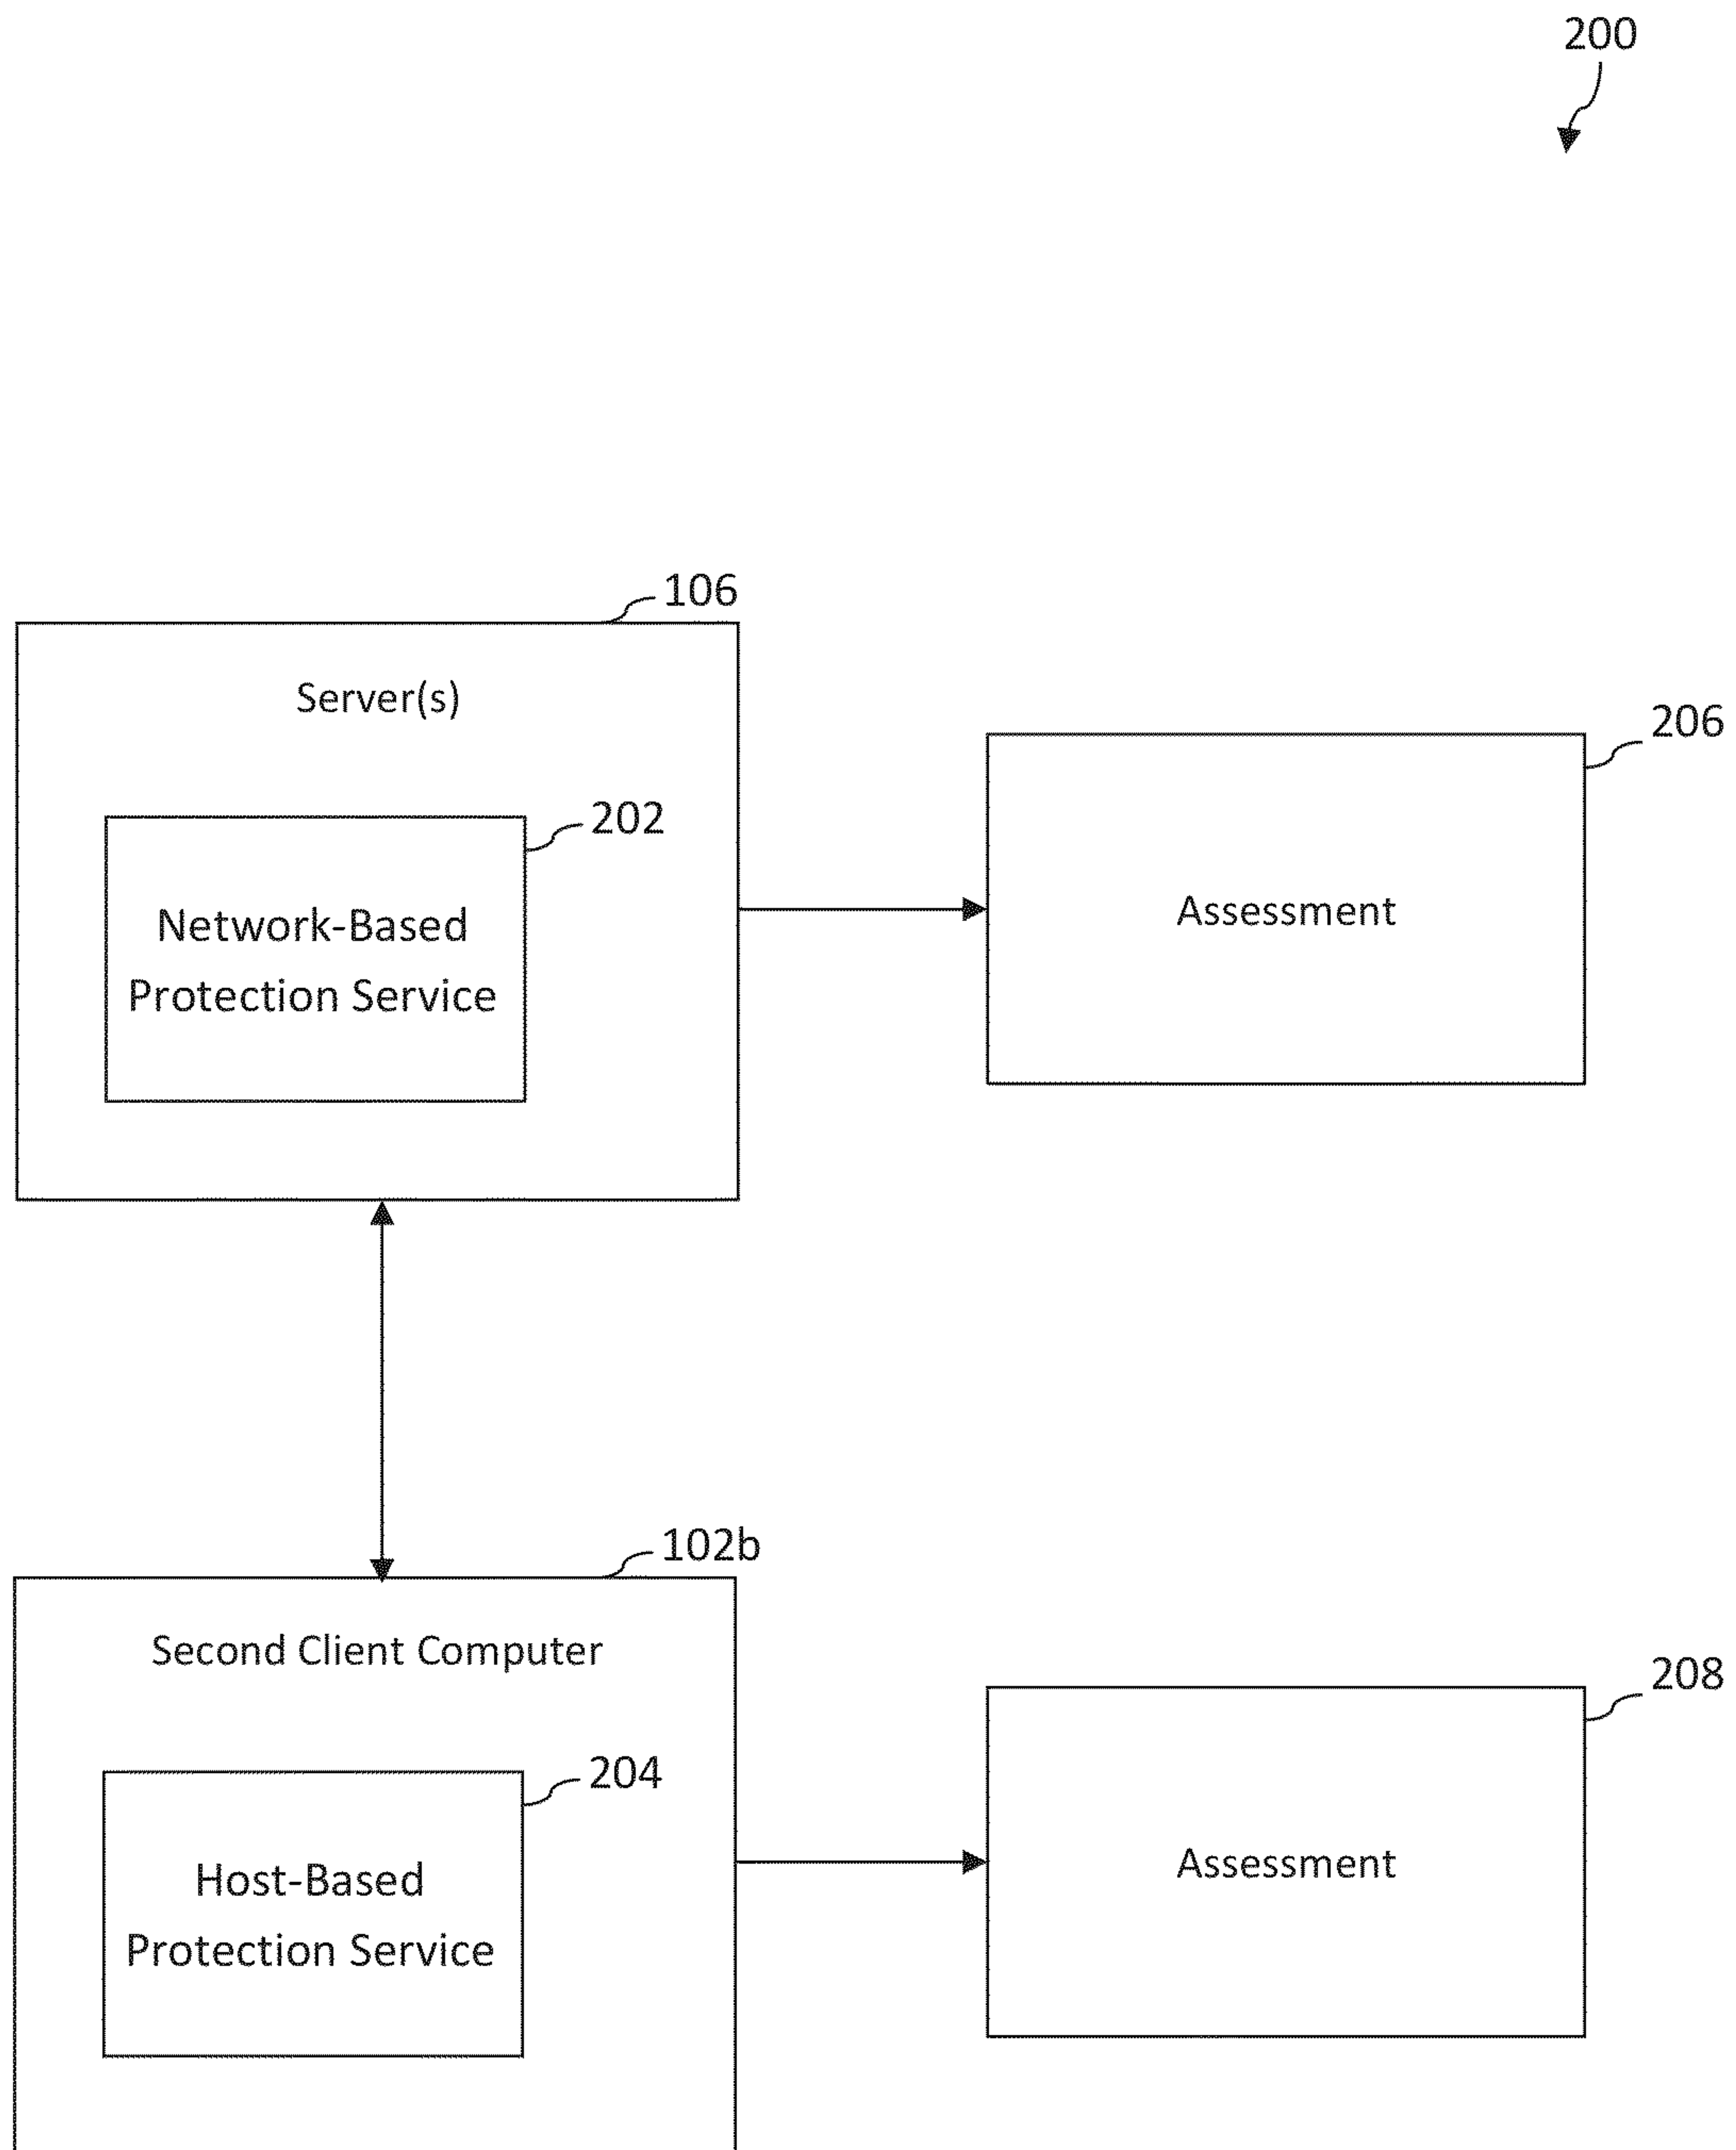 200
106
Server(s)
206
202
Network-Based
Protection Service
Assessment
102b
Second Client Computer
208
204
Host-Based
Protection Service
Assessment